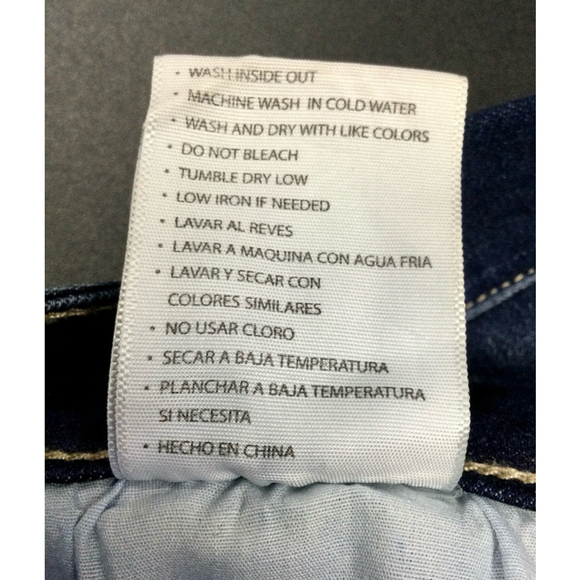 • WASH INSIDE OUT
• MACHINE WASH IN COLD WATER
• WASH AND DRY WITH LIKE COLORS
• DO NOT BLEACH
• TUMBLE DRY LOW
• LOW IRON IF NEEDED
• LAVAR AL REVES
• LAVAR A MAQUINA CON AGUA FRIA
• LAVAR Y SECAR CON
COLORES SIMILARES
• NO USAR CLORO
• SECAR A BAJA TEMPERATURA
• PLANCHAR A BAJA TEMPERATURA
SI NECESITA
• HECHO EN CHINA